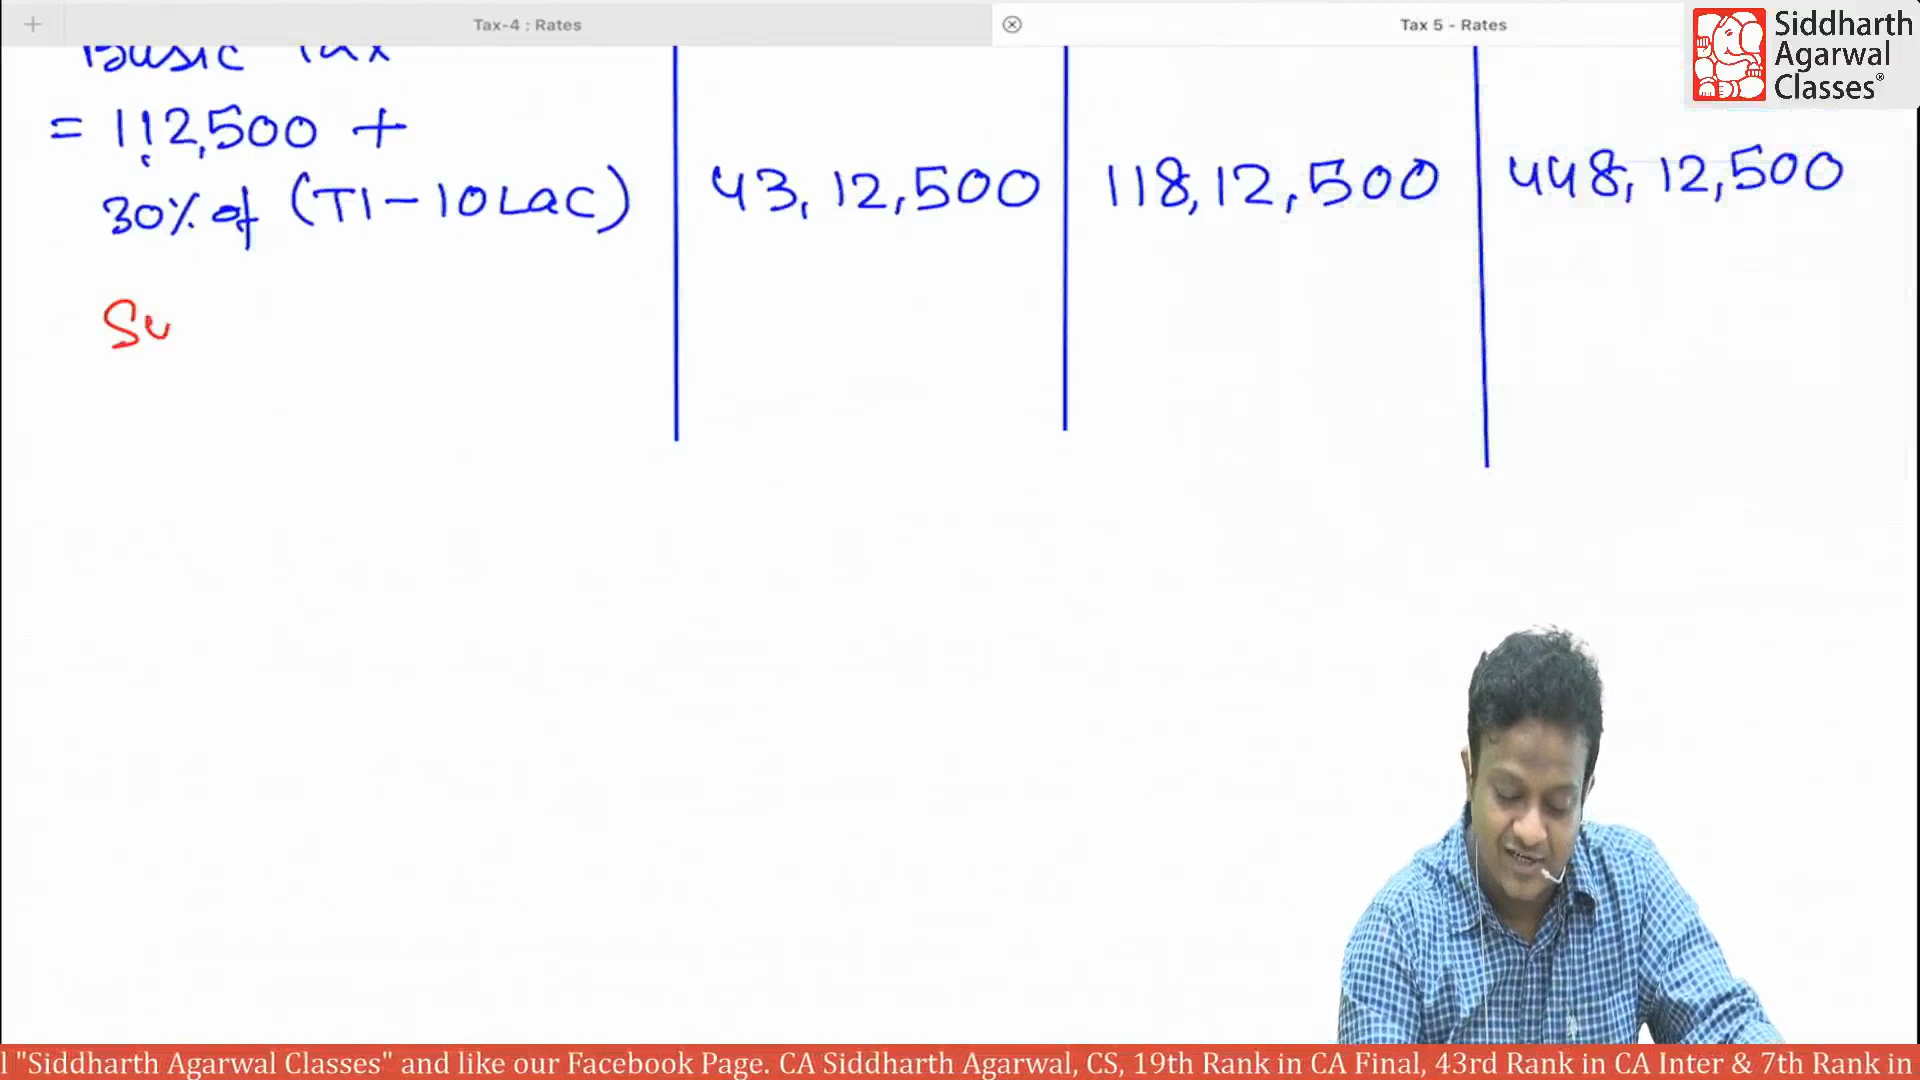 Tax-4 : Rates
Tax 5 - Rates
Siddharth
Agarwal
Classes®
Basic Tax
= 112,500 +
30% of (TI - 10 Lac)
43,12,500
118,12,500
448,12,500
Su
l "Siddharth Agarwal Classes" and like our Facebook Page. CA Siddharth Agarwal, CS, 19th Rank in CA Final, 43rd Rank in CA Inter & 7th Rank in